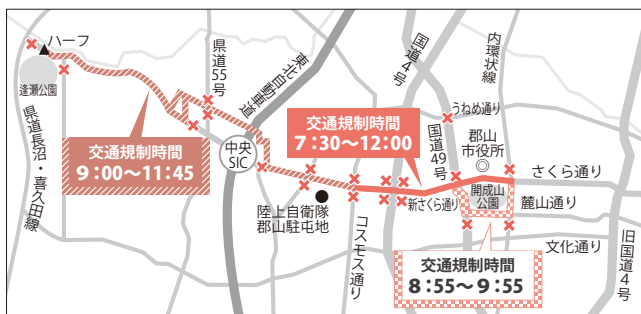 ハーフ
逢瀬公園
県道長沼・喜久田線
交通規制時間
9:00〜11:45
県道55号
東北自動車道
中央
SIC
交通規制時間
7:30〜12:00
陸上自衛隊
郡山駐屯地
コスモス通り
新さくら通り
国道4号
国道49号
内環状線
うねめ通り
郡山
市役所
開成山
公園
さくら通り
麓山通り
文化通り
旧国道4号
交通規制時間
8:55〜9:55